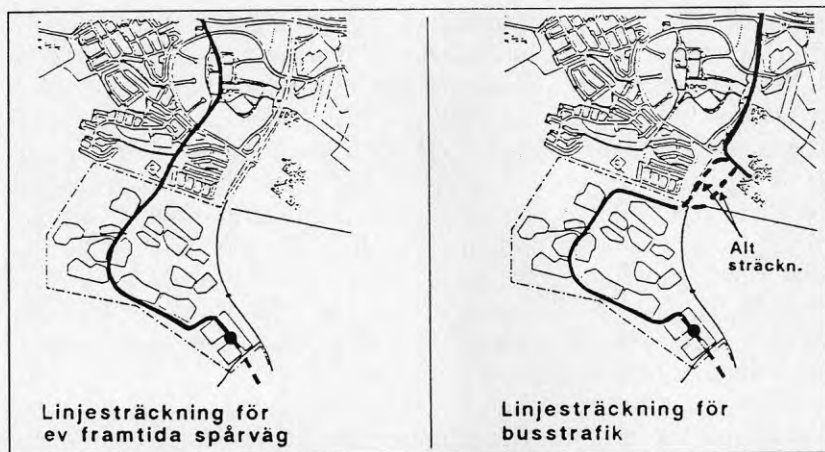 Linjesträckning för
ev framtida spårväg
Alt
sträckn.
Linjesträckning för
busstrafik